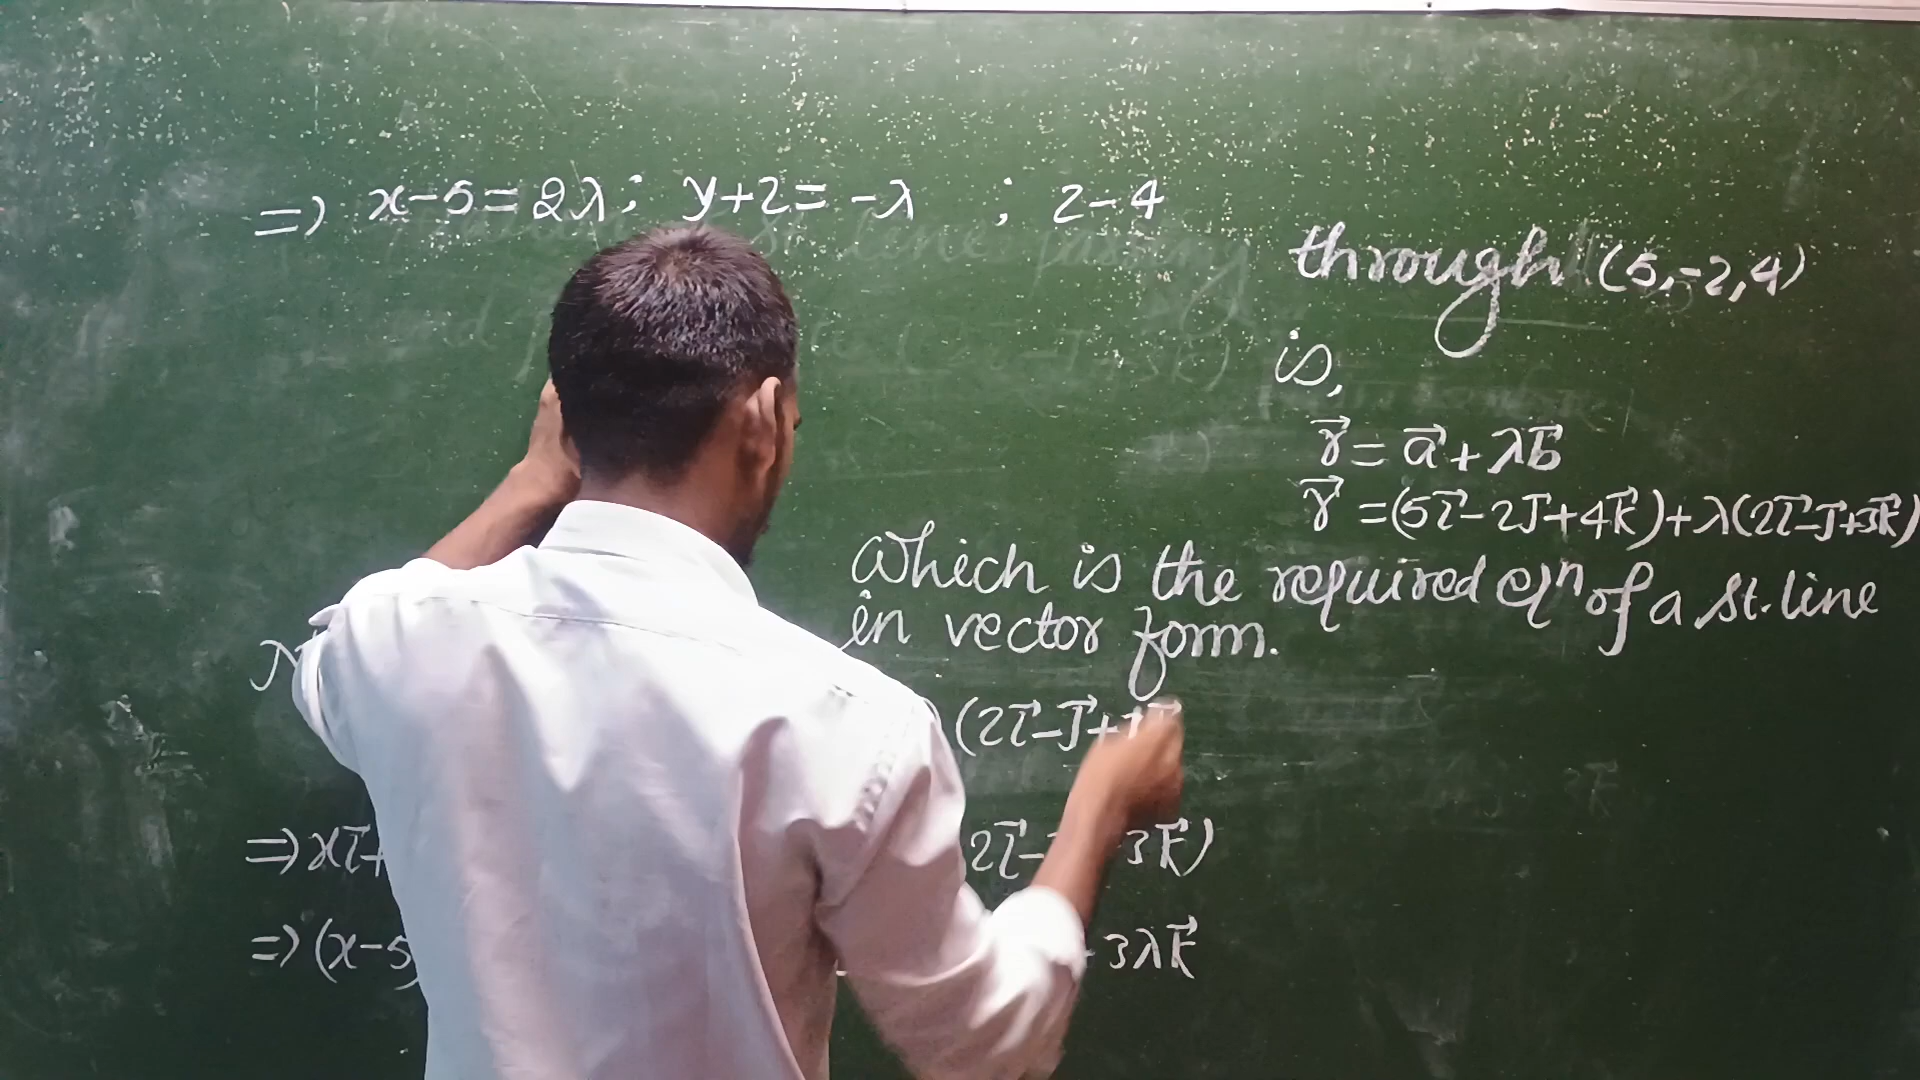 => x-5=2λ; y+2=-λ ; z-4
through (5,-2,4)
is,
r⃗ = a⃗ + λb⃗
r⃗ =(5i⃗-2j⃗+4k⃗)+λ(2i⃗-j⃗+3k⃗)
which is the required eqⁿ of a st. line
in vector form.
(2i⃗-j⃗+
=> xi⃗+ 2i⃗- 3k⃗)
=> (x-5) 3λk⃗